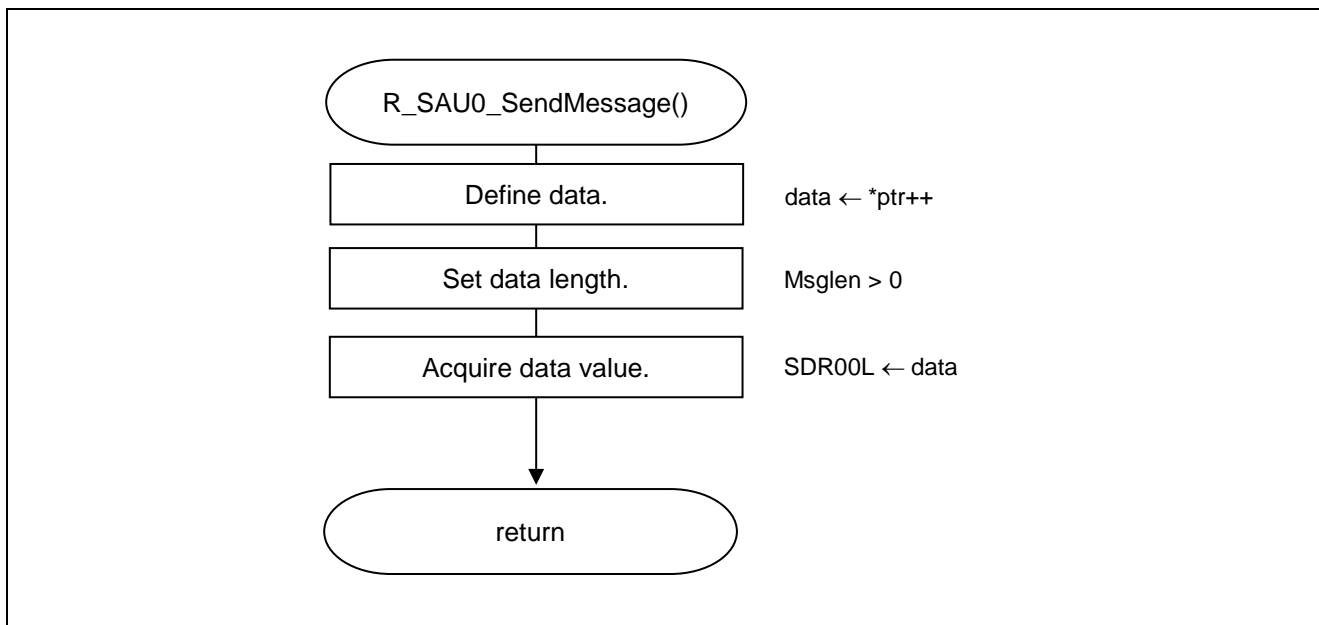 R_SAU0_SendMessage()
Define data. data ← *ptr++
Set data length. Msglen > 0
Acquire data value. SDR00L ← data
return